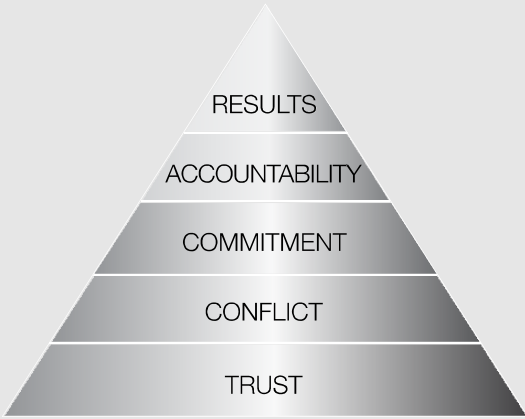 RESULTS
ACCOUNTABILITY
COMMITMENT
CONFLICT
TRUST